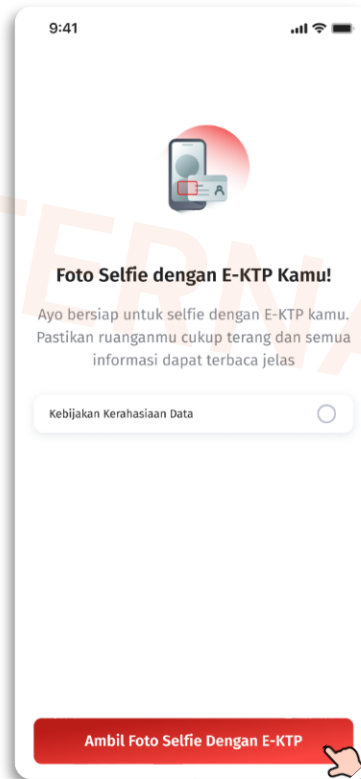 9:41
Foto Selfie dengan E-KTP Kamu!
Ayo bersiap untuk selfie dengan E-KTP kamu.
Pastikan ruanganmu cukup terang dan semua
informasi dapat terbaca jelas
Kebijakan Kerahasiaan Data
Ambil Foto Selfie Dengan E-KTP